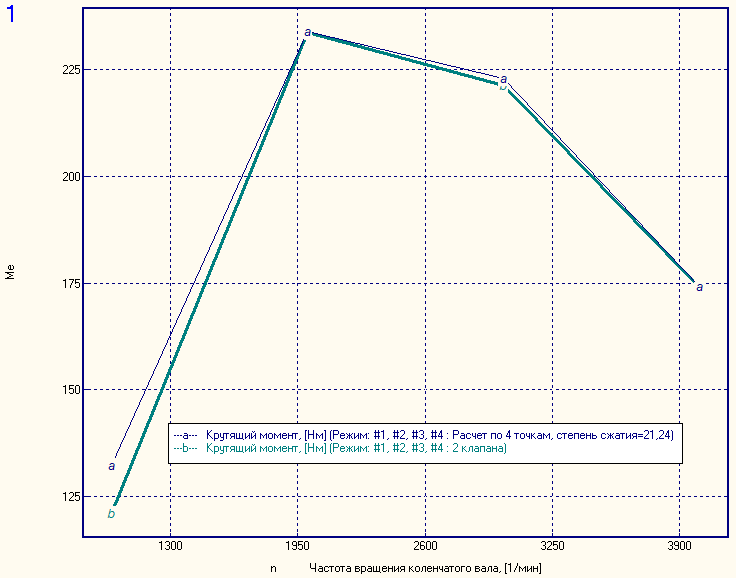 1
a
225
a
b
200
Me
175
a
150
---a--- Крутящий момент, [Нм] (Режим: #1, #2, #3, #4 : Расчет по 4 точкам, степень сжатия=21,24)
---b--- Крутящий момент, [Нм] (Режим: #1, #2, #3, #4 : 2 клапана)
a
125
b
1300 1950 2600 3250 3900
n Частота вращения коленчатого вала, [1/мин]